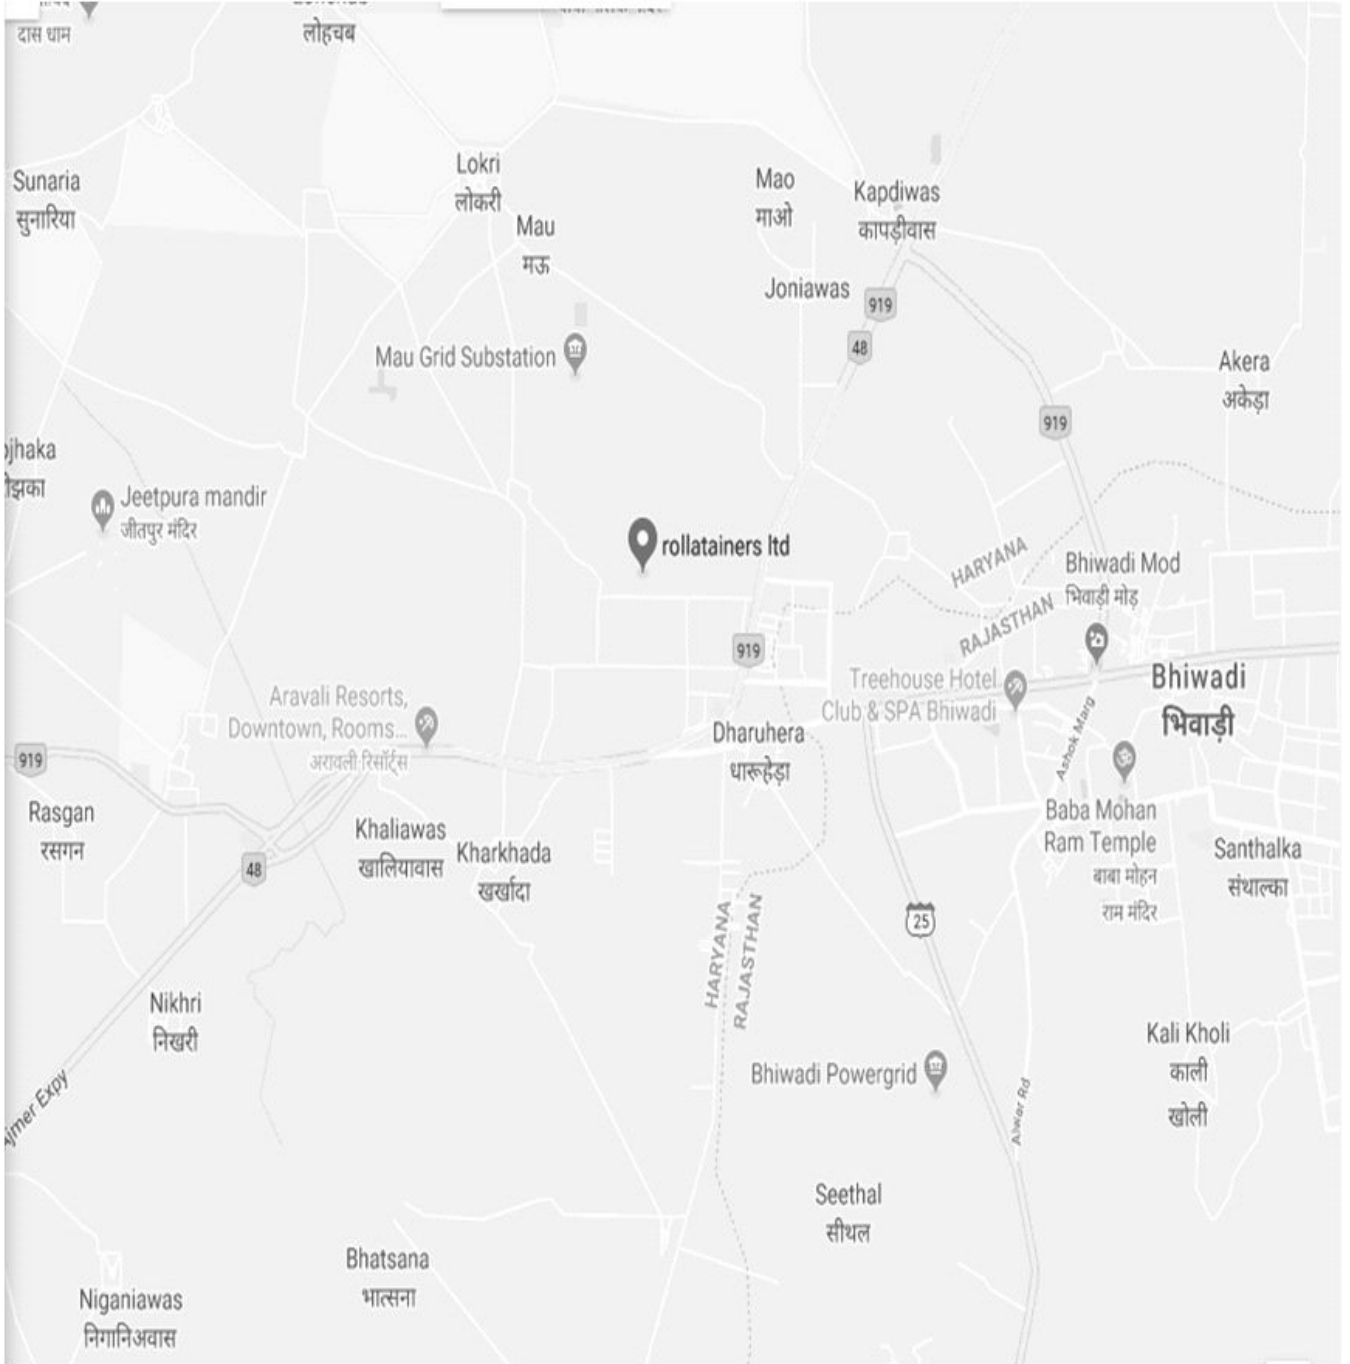 दास धाम
लोहचब
Lokri
लोकरी
Mao
माओ
Kapdiwas
कापड़ीवास
Sunaria
सुनारिया
Mau
मऊ
Joniawas
919
48
Mau Grid Substation
Akera
अकेड़ा
919
Jeetpura mandir
जीतपुर मंदिर
rollatainers ltd
HARYANA
RAJASTHAN
Bhiwadi Mod
भिवाड़ी मोड़
919
Treehouse Hotel
Club & SPA Bhiwadi
Bhiwadi
भिवाड़ी
Aravali Resorts,
Downtown, Rooms...
अरावली रिसॉर्ट्स
Dharuhera
धारूहेड़ा
Ashok Marg
919
Rasgan
रसगन
Khaliawas
खालियावास
Kharkhada
खर्खादा
48
Baba Mohan
Ram Temple
बाबा मोहन
राम मंदिर
Santhalka
संथाल्का
25
HARYANA
RAJASTHAN
Nikhri
निखरी
Kali Kholi
काली
खोली
Bhiwadi Powergrid
Ajmer Expy
Alwar Rd
Seethal
सीथल
Bhatsana
भात्सना
Niganiawas
निगानिअवास